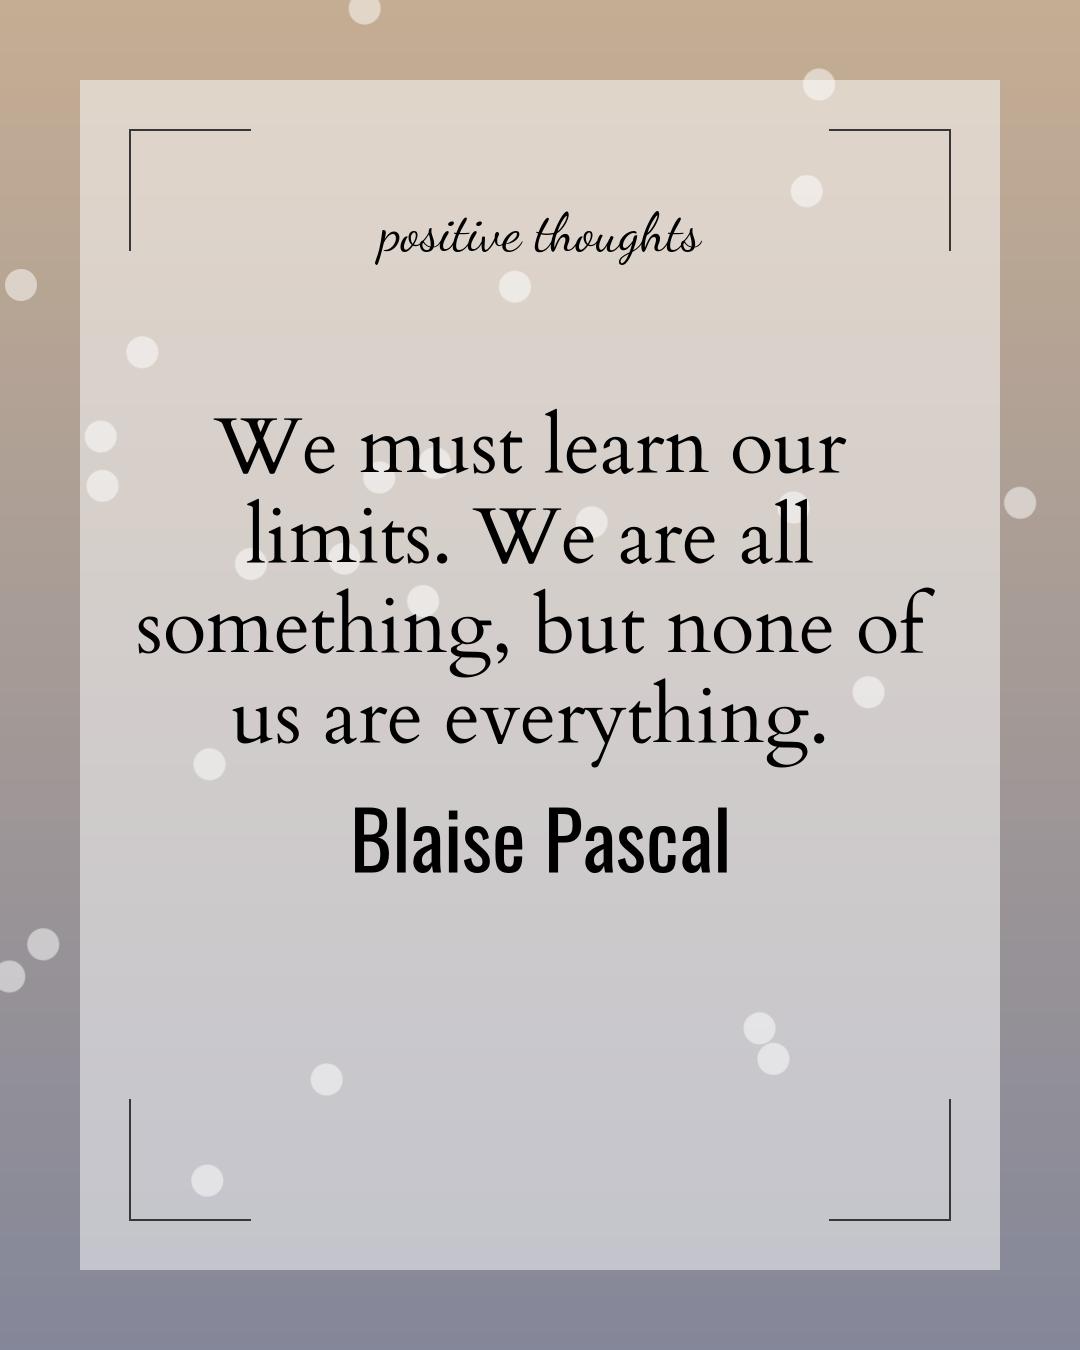 positive thoughts
We must learn our
limits. We are all
something, but none of
us are everything.
Blaise Pascal